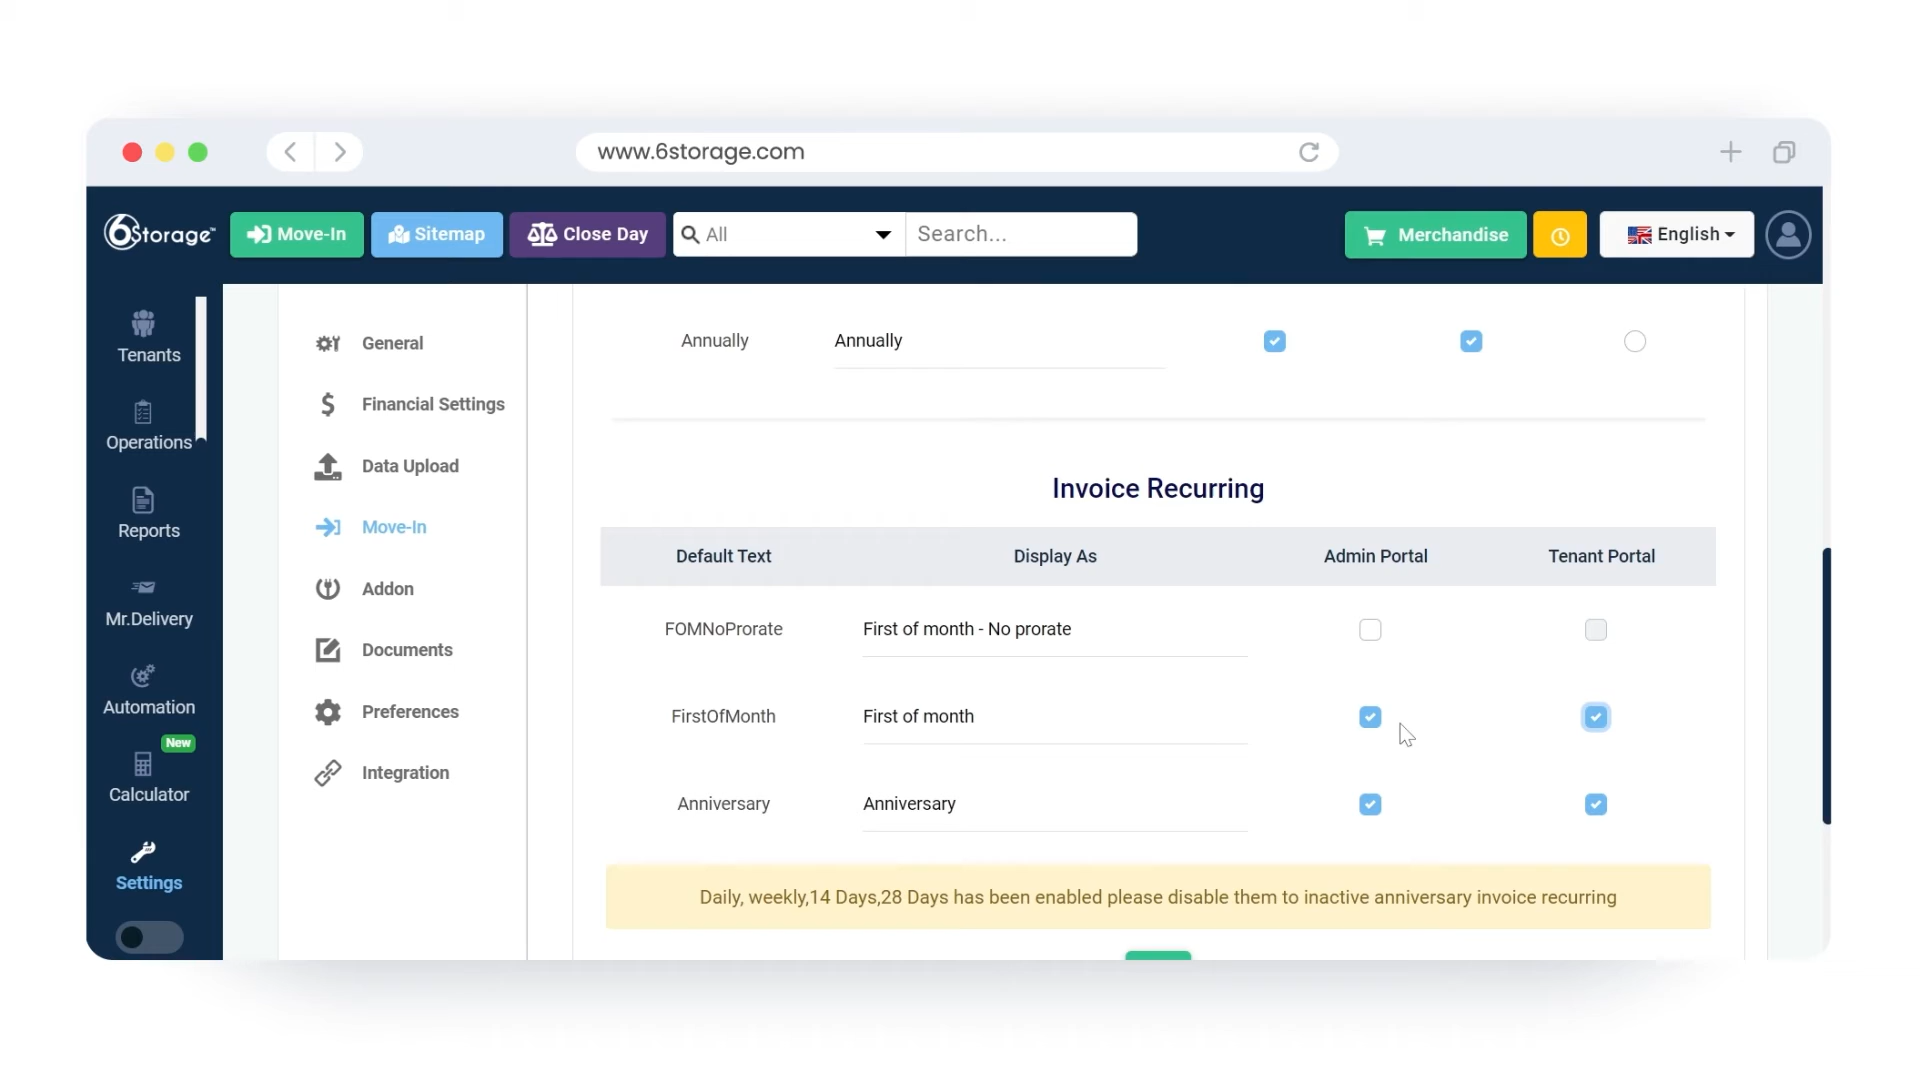 www.6storage.com
6Storage™
Move-In
Sitemap
Close Day
All
Search...
Merchandise
English
Tenants
Operations
Reports
Mr.Delivery
Automation
New
Calculator
Settings
General
Financial Settings
Data Upload
Move-In
Addon
Documents
Preferences
Integration
Annually Annually
Invoice Recurring
Default Text Display As Admin Portal Tenant Portal
FOMNoProrate First of month - No prorate
FirstOfMonth First of month
Anniversary Anniversary
Daily, weekly,14 Days,28 Days has been enabled please disable them to inactive anniversary invoice recurring